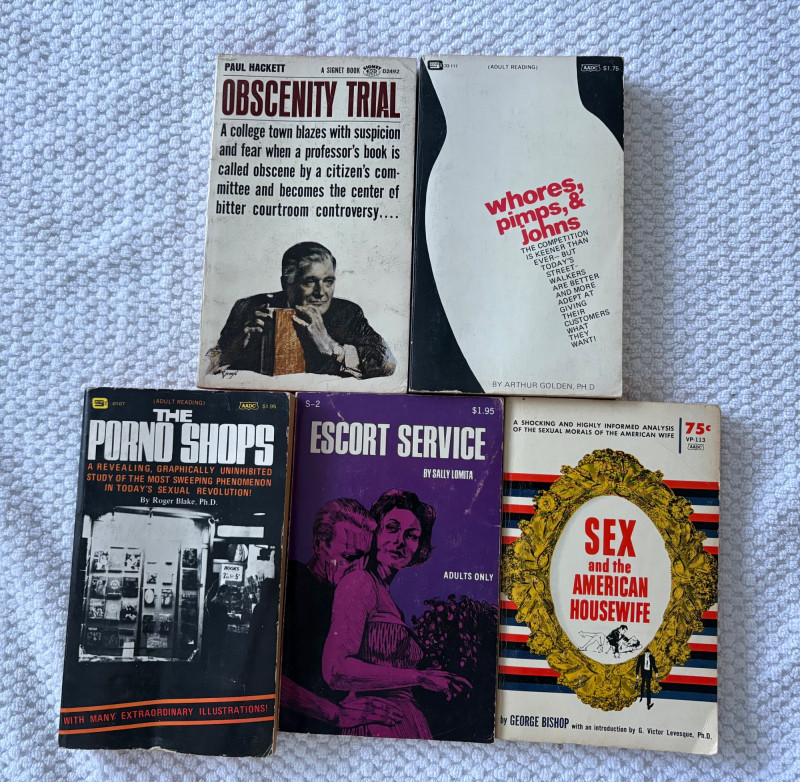 PAUL HACKETT
A SIGNET BOOK SIGNET D2492
OBSCENITY TRIAL
A college town blazes with suspicion
and fear when a professor's book is
called obscene by a citizen's com-
mittee and becomes the center of
bitter courtroom controversy....
(ADULT READING) AADC $1.75
whores,
pimps, &
Johns
THE COMPETITION
IS KEENER THAN
EVER—BUT
TODAY'S
STREET-
WALKERS
ARE BETTER
AND MORE
ADEPT AT
GIVING
THEIR
CUSTOMERS
WHAT
THEY
WANT!
BY ARTHUR GOLDEN, PH.D
(ADULT READING) AADC $1.95
THE
PORNO SHOPS
A REVEALING, GRAPHICALLY UNINHIBITED
STUDY OF THE MOST SWEEPING PHENOMENON
IN TODAY'S SEXUAL REVOLUTION!
By Roger Blake, Ph.D.
BOOKS
WITH MANY EXTRAORDINARY ILLUSTRATIONS!
S-2 $1.95
ESCORT SERVICE
BY SALLY LOMITA
ADULTS ONLY
A SHOCKING AND HIGHLY INFORMED ANALYSIS
OF THE SEXUAL MORALS OF THE AMERICAN WIFE
75¢
VP-113
AADC
SEX
and the
AMERICAN
HOUSEWIFE
by GEORGE BISHOP with an introduction by G. Victor Levesque, Ph.D.